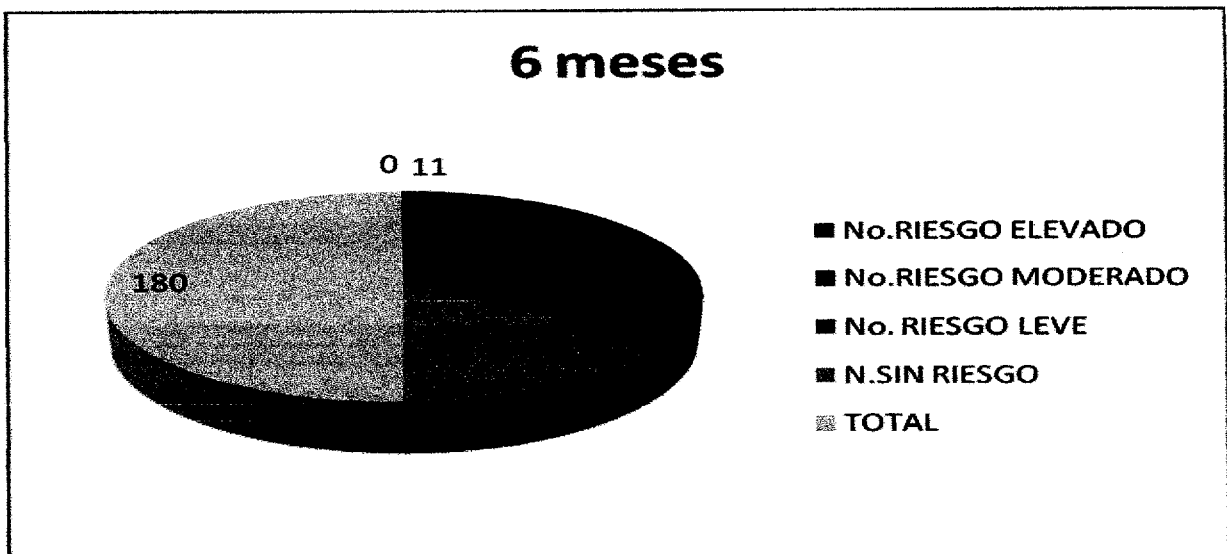 6 meses
0 11
180
No.RIESGO ELEVADO
No.RIESGO MODERADO
No. RIESGO LEVE
N.SIN RIESGO
TOTAL